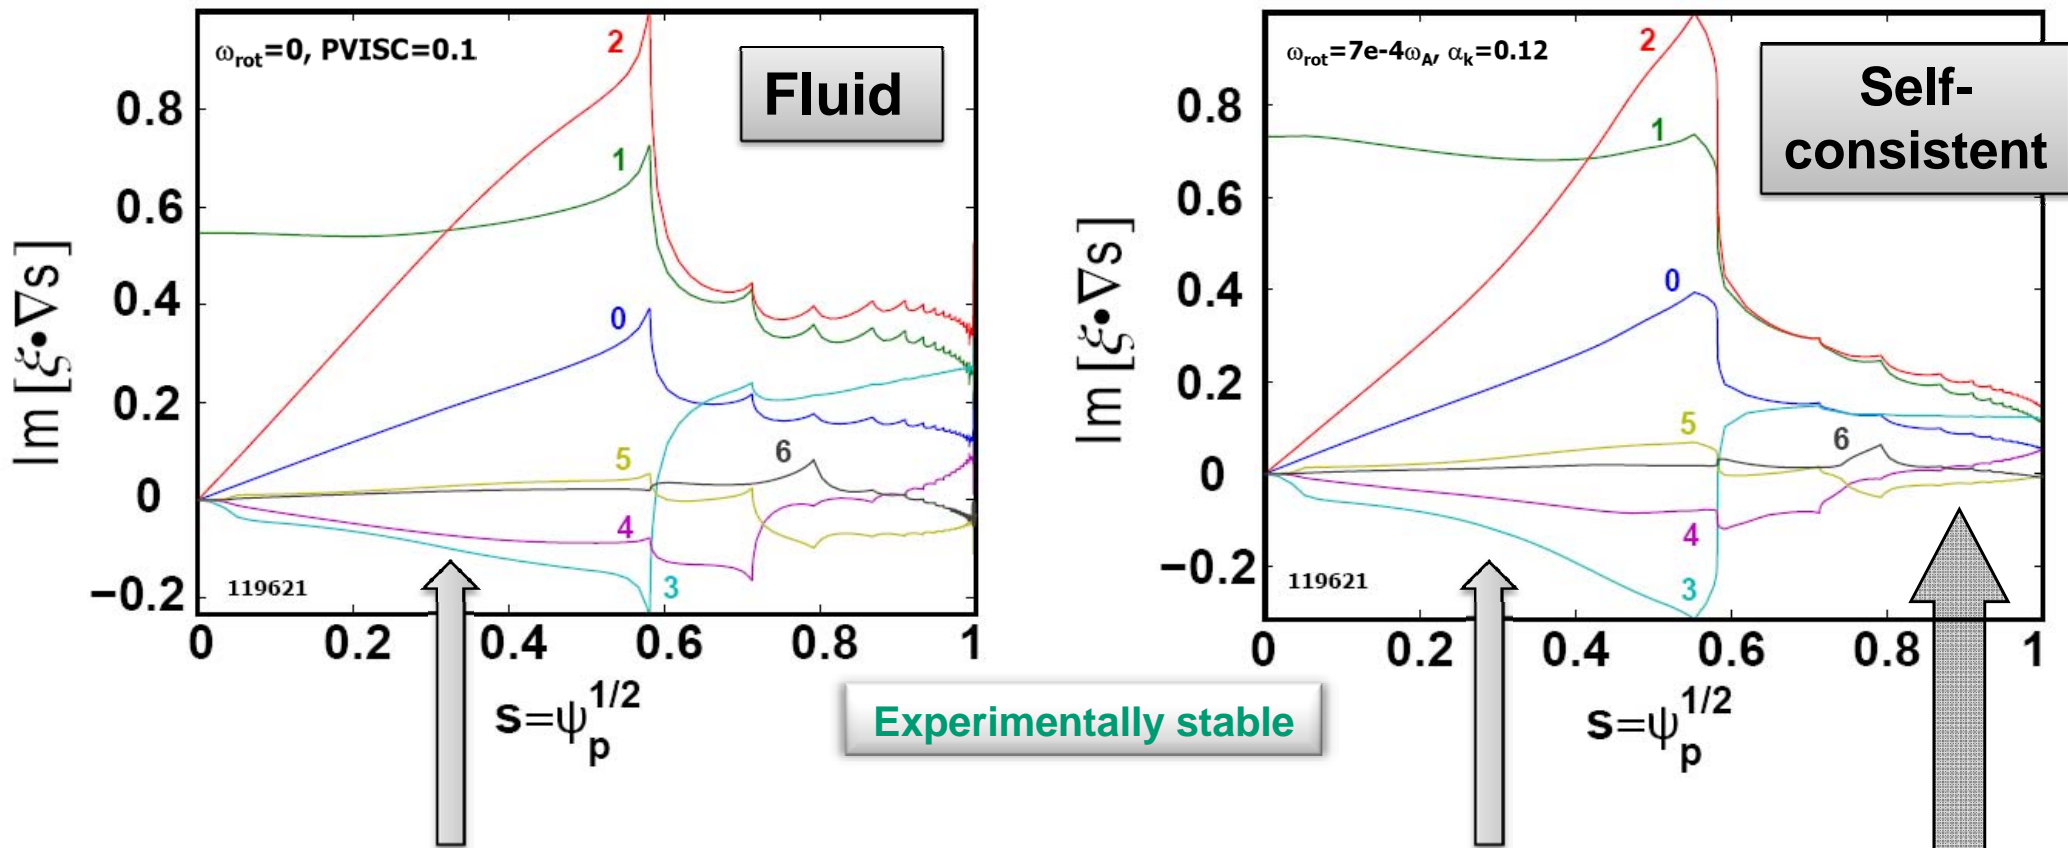 ω_rot=0, PVISC=0.1
Fluid
2
1
0
5
6
4
3
119621
0.8
0.6
0.4
0.2
0
−0.2
Im [ξ•∇s]
0 0.2 0.4 0.6 0.8 1
s=ψ_p^1/2
Experimentally stable
ω_rot=7e-4ω_A, α_k=0.12
Self-
consistent
2
1
0
5
6
4
3
119621
0.8
0.6
0.4
0.2
0
−0.2
Im [ξ•∇s]
0 0.2 0.4 0.6 0.8 1
s=ψ_p^1/2